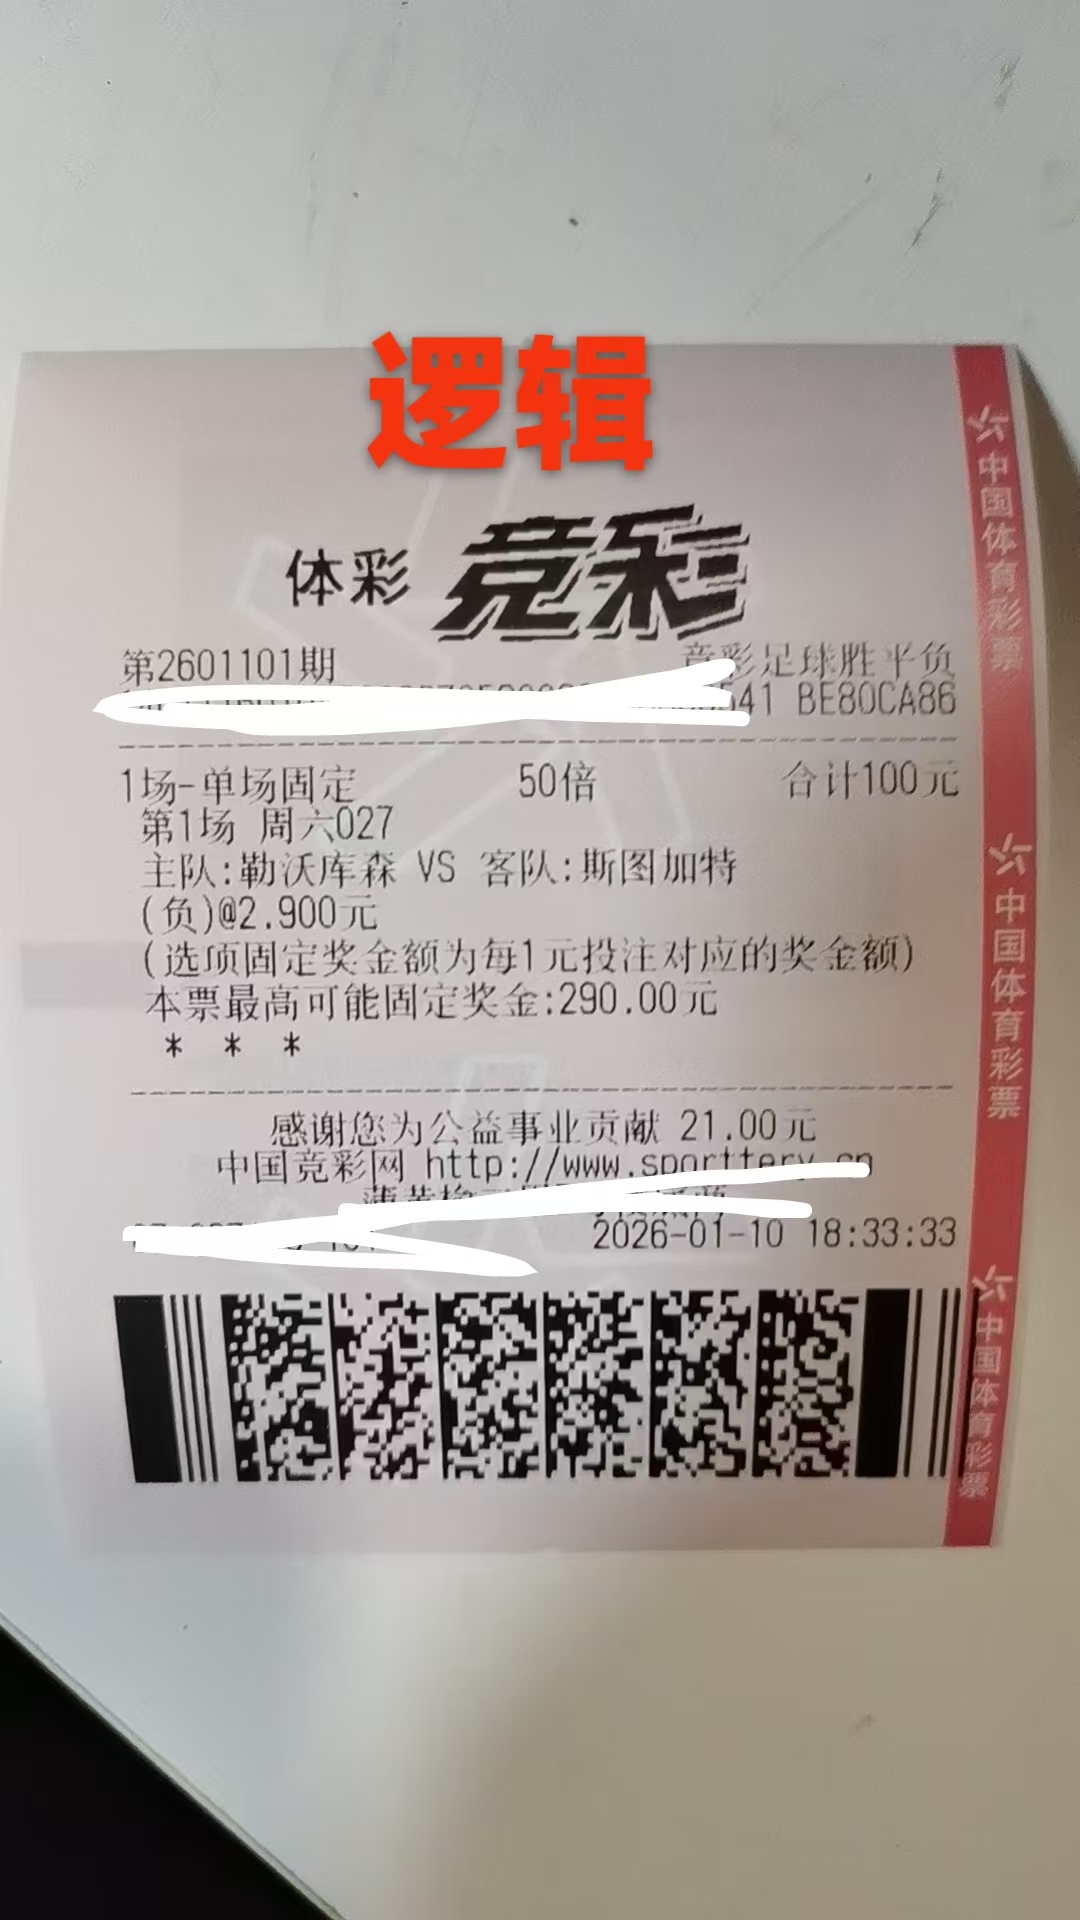 逻辑
体彩 竞彩
第2601101期 竞彩足球胜平负
541 BE80CA86
1场-单场固定 50倍 合计100元
第1场 周六027
主队:勒沃库森 VS 客队:斯图加特
(负)@2.900元
(选项固定奖金额为每1元投注对应的奖金额)
本票最高可能固定奖金:290.00元
* * *
感谢您为公益事业贡献 21.00元
中国竞彩网 http://www.sporttery.cn
2026-01-10 18:33:33
中国体育彩票
中国体育彩票
中国体育彩票